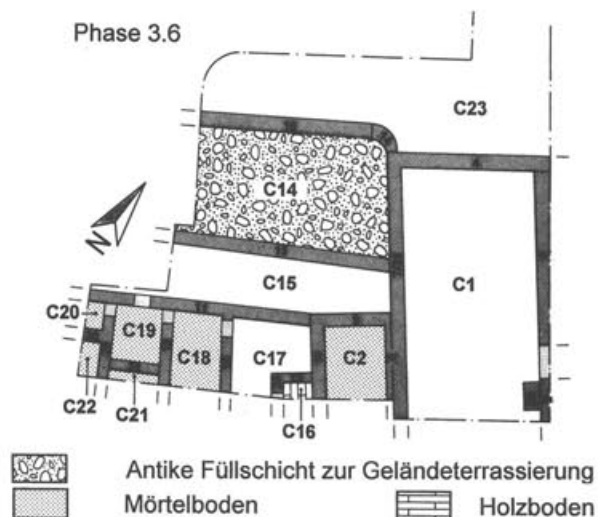 Phase 3.6
C23
C14
N
C15
C1
C20
C19
C18
C17
C2
C22
C21
C16
Antike Füllschicht zur Geländeterrassierung
Mörtelboden
Holzboden